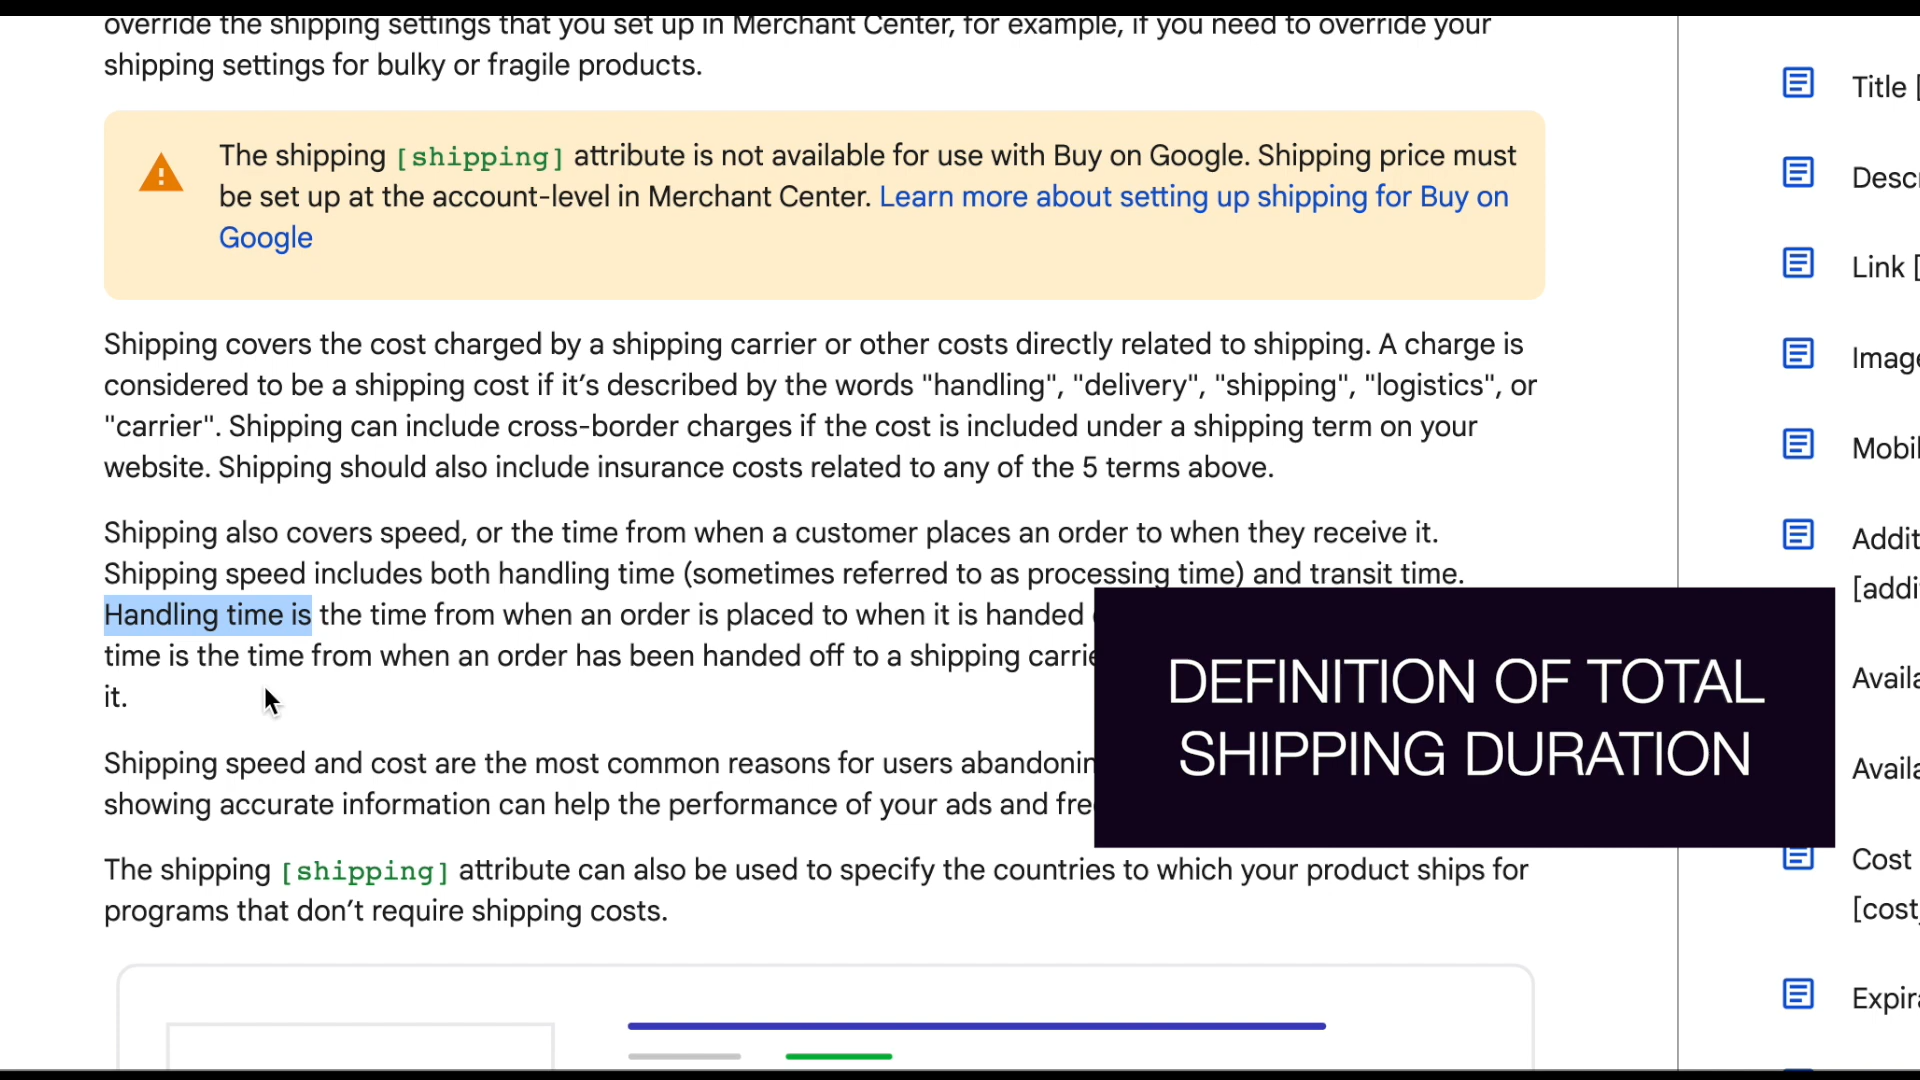 override the shipping settings that you set up in Merchant Center, for example, if you need to override your
shipping settings for bulky or fragile products.
The shipping [shipping] attribute is not available for use with Buy on Google. Shipping price must
be set up at the account-level in Merchant Center. Learn more about setting up shipping for Buy on
Google
Shipping covers the cost charged by a shipping carrier or other costs directly related to shipping. A charge is
considered to be a shipping cost if it’s described by the words "handling", "delivery", "shipping", "logistics", or
"carrier". Shipping can include cross-border charges if the cost is included under a shipping term on your
website. Shipping should also include insurance costs related to any of the 5 terms above.
Shipping also covers speed, or the time from when a customer places an order to when they receive it.
Shipping speed includes both handling time (sometimes referred to as processing time) and transit time.
Handling time is the time from when an order is placed to when it is handed
time is the time from when an order has been handed off to a shipping
it.
Shipping speed and cost are the most common reasons for users
showing accurate information can help the performance of your ads and
The shipping [shipping] attribute can also be used to specify the countries to which your product ships for
programs that don’t require shipping costs.
DEFINITION OF TOTAL
SHIPPING DURATION
Title [
Descr
Link [
Image
Mobil
Addit
[addi
Availa
Availa
Cost
[cost
Expira